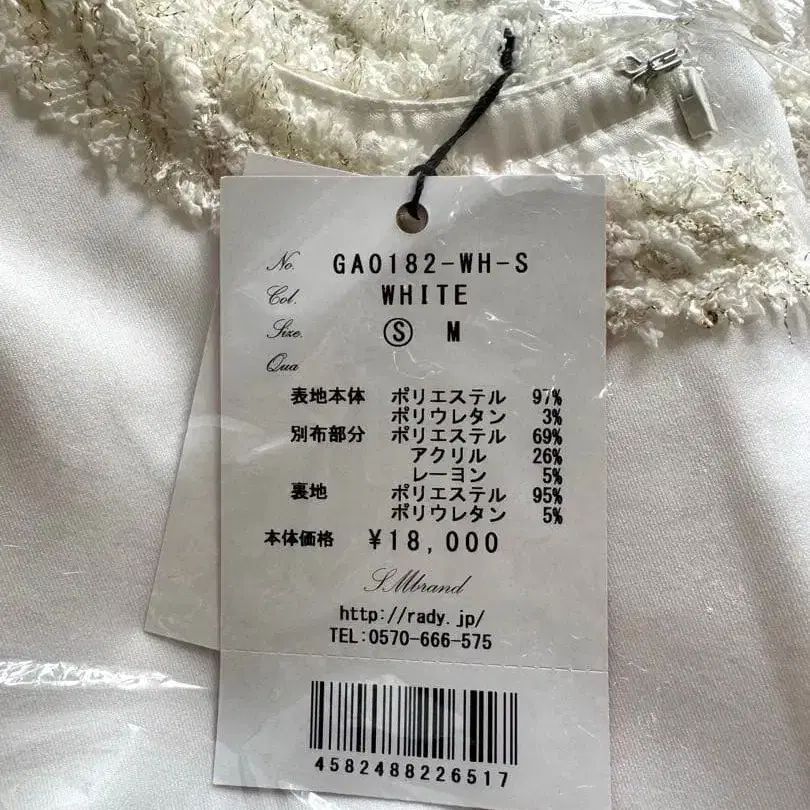 No. GA0182-WH-S
Col. WHITE
Size. Ⓢ M
Qua
表地本体 ポリエステル 97%
ポリウレタン 3%
別布部分 ポリエステル 69%
アクリル 26%
レーヨン 5%
裏地 ポリエステル 95%
ポリウレタン 5%
本体価格 ¥18,000
SMbrand
http://rady.jp/
TEL:0570-666-575
4582488226517